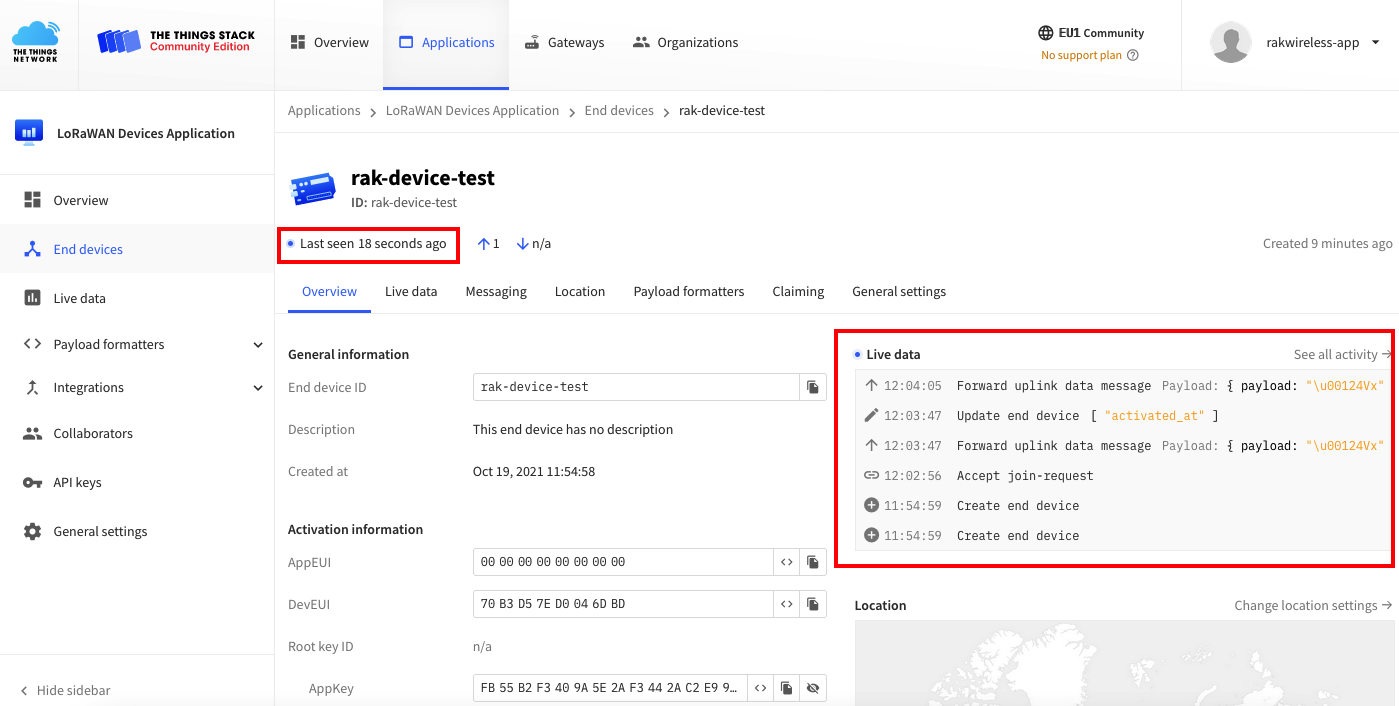 THE THINGS NETWORK
THE THINGS STACK
Community Edition
Overview
Applications
Gateways
Organizations
EU1 Community
No support plan
rakwireless-app
LoRaWAN Devices Application
Overview
End devices
Live data
Payload formatters
Integrations
Collaborators
API keys
General settings
Hide sidebar
Applications > LoRaWAN Devices Application > End devices > rak-device-test
rak-device-test
ID: rak-device-test
Last seen 18 seconds ago ↑ 1 ↓ n/a Created 9 minutes ago
Overview Live data Messaging Location Payload formatters Claiming General settings
General information
End device ID rak-device-test
Description This end device has no description
Created at Oct 19, 2021 11:54:58
Activation information
AppEUI 00 00 00 00 00 00 00 00
DevEUI 70 B3 D5 7E D0 04 6D BD
Root key ID n/a
AppKey FB 55 B2 F3 40 9A 5E 2A F3 44 2A C2 E9 9…
Live data See all activity →
↑ 12:04:05 Forward uplink data message Payload: { payload: "\u00124Vx"
12:03:47 Update end device [ "activated_at" ]
↑ 12:03:47 Forward uplink data message Payload: { payload: "\u00124Vx"
12:02:56 Accept join-request
11:54:59 Create end device
11:54:59 Create end device
Location Change location settings →